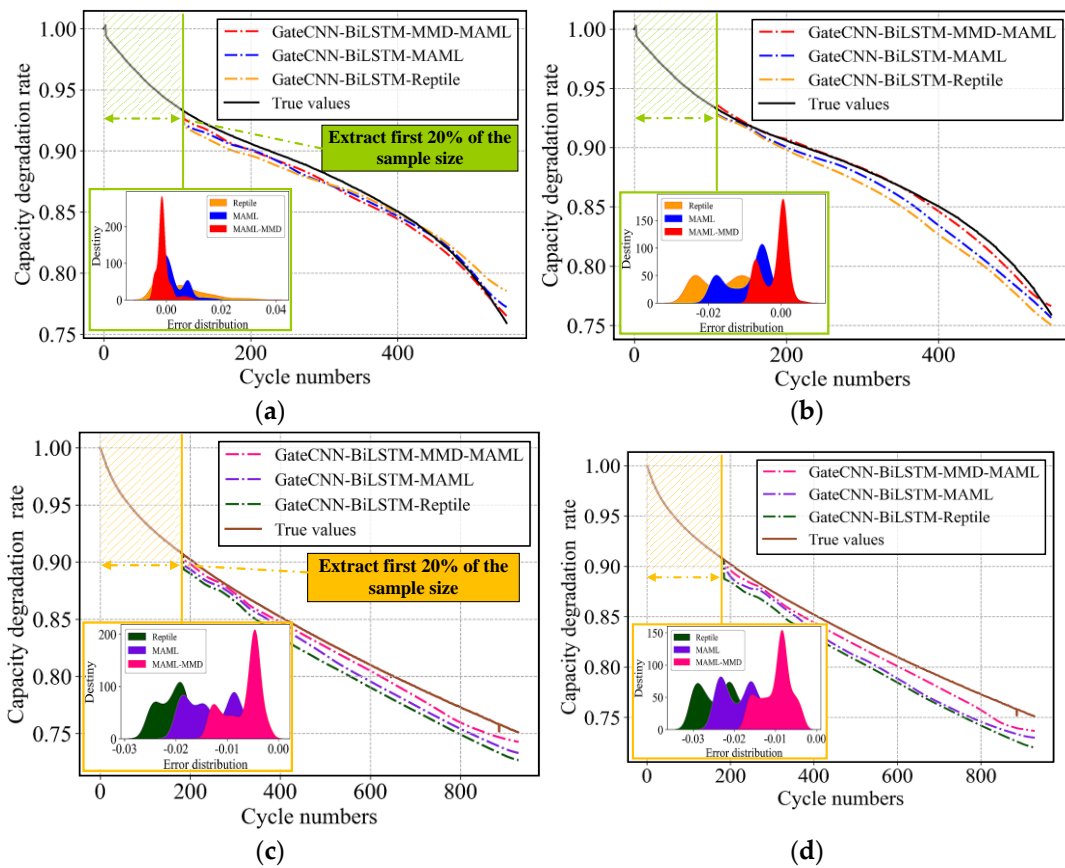 1.00
0.95
0.90
0.85
0.80
0.75
Capacity degradation rate
GateCNN-BiLSTM-MMD-MAML
GateCNN-BiLSTM-MAML
GateCNN-BiLSTM-Reptile
True values
Extract first 20% of the
sample size
200
100
0
Destiny
Reptile
MAML
MAML-MMD
0.00
0.02
0.04
Error distribution
0
200
400
Cycle numbers
(a)
1.00
0.95
0.90
0.85
0.80
0.75
Capacity degradation rate
GateCNN-BiLSTM-MMD-MAML
GateCNN-BiLSTM-MAML
GateCNN-BiLSTM-Reptile
True values
150
100
50
0
Destiny
Reptile
MAML
MAML-MMD
-0.02
0.00
Error distribution
0
200
400
Cycle numbers
(b)
1.00
0.95
0.90
0.85
0.80
0.75
Capacity degradation rate
GateCNN-BiLSTM-MMD-MAML
GateCNN-BiLSTM-MAML
GateCNN-BiLSTM-Reptile
True values
Extract first 20% of the
sample size
200
100
0
Destiny
Reptile
MAML
MAML-MMD
-0.03
-0.02
-0.01
0.00
Error distribution
0
200
400
600
800
Cycle numbers
(c)
1.00
0.95
0.90
0.85
0.80
0.75
Capacity degradation rate
GateCNN-BiLSTM-MMD-MAML
GateCNN-BiLSTM-MAML
GateCNN-BiLSTM-Reptile
True values
150
100
50
0
Destiny
Reptile
MAML
MAML-MMD
-0.03
-0.02
-0.01
0.00
Error distribution
0
200
400
600
800
Cycle numbers
(d)